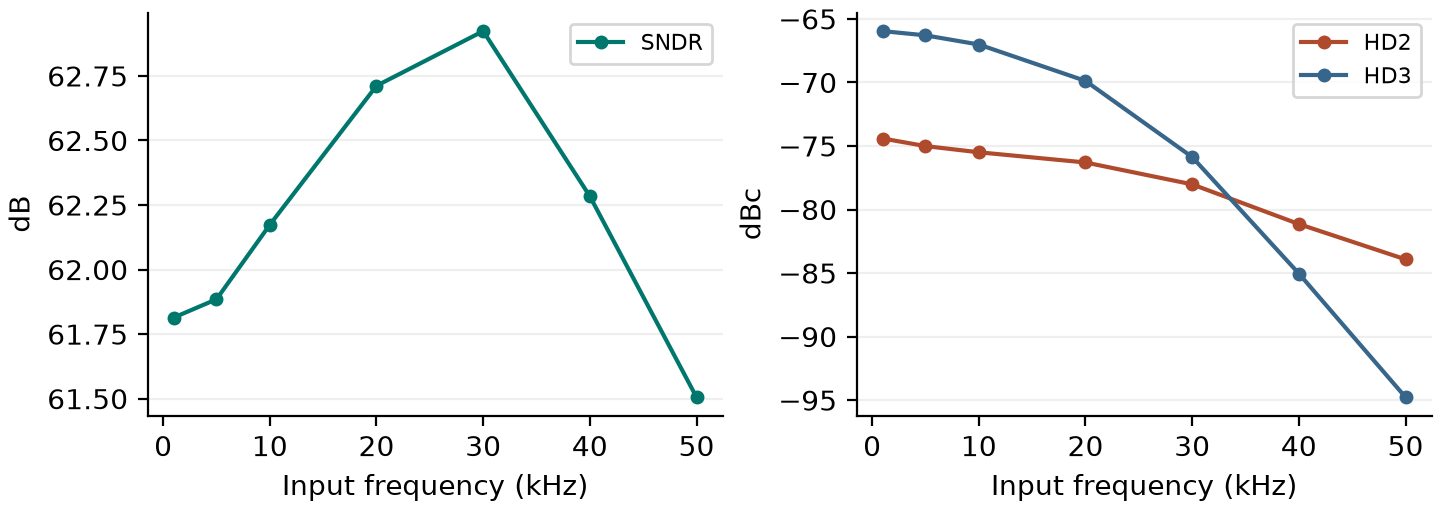 dB
62.75
62.50
62.25
62.00
61.75
61.50
0 10 20 30 40 50
Input frequency (kHz)
SNDR
dBc
−65
−70
−75
−80
−85
−90
−95
0 10 20 30 40 50
Input frequency (kHz)
HD2
HD3